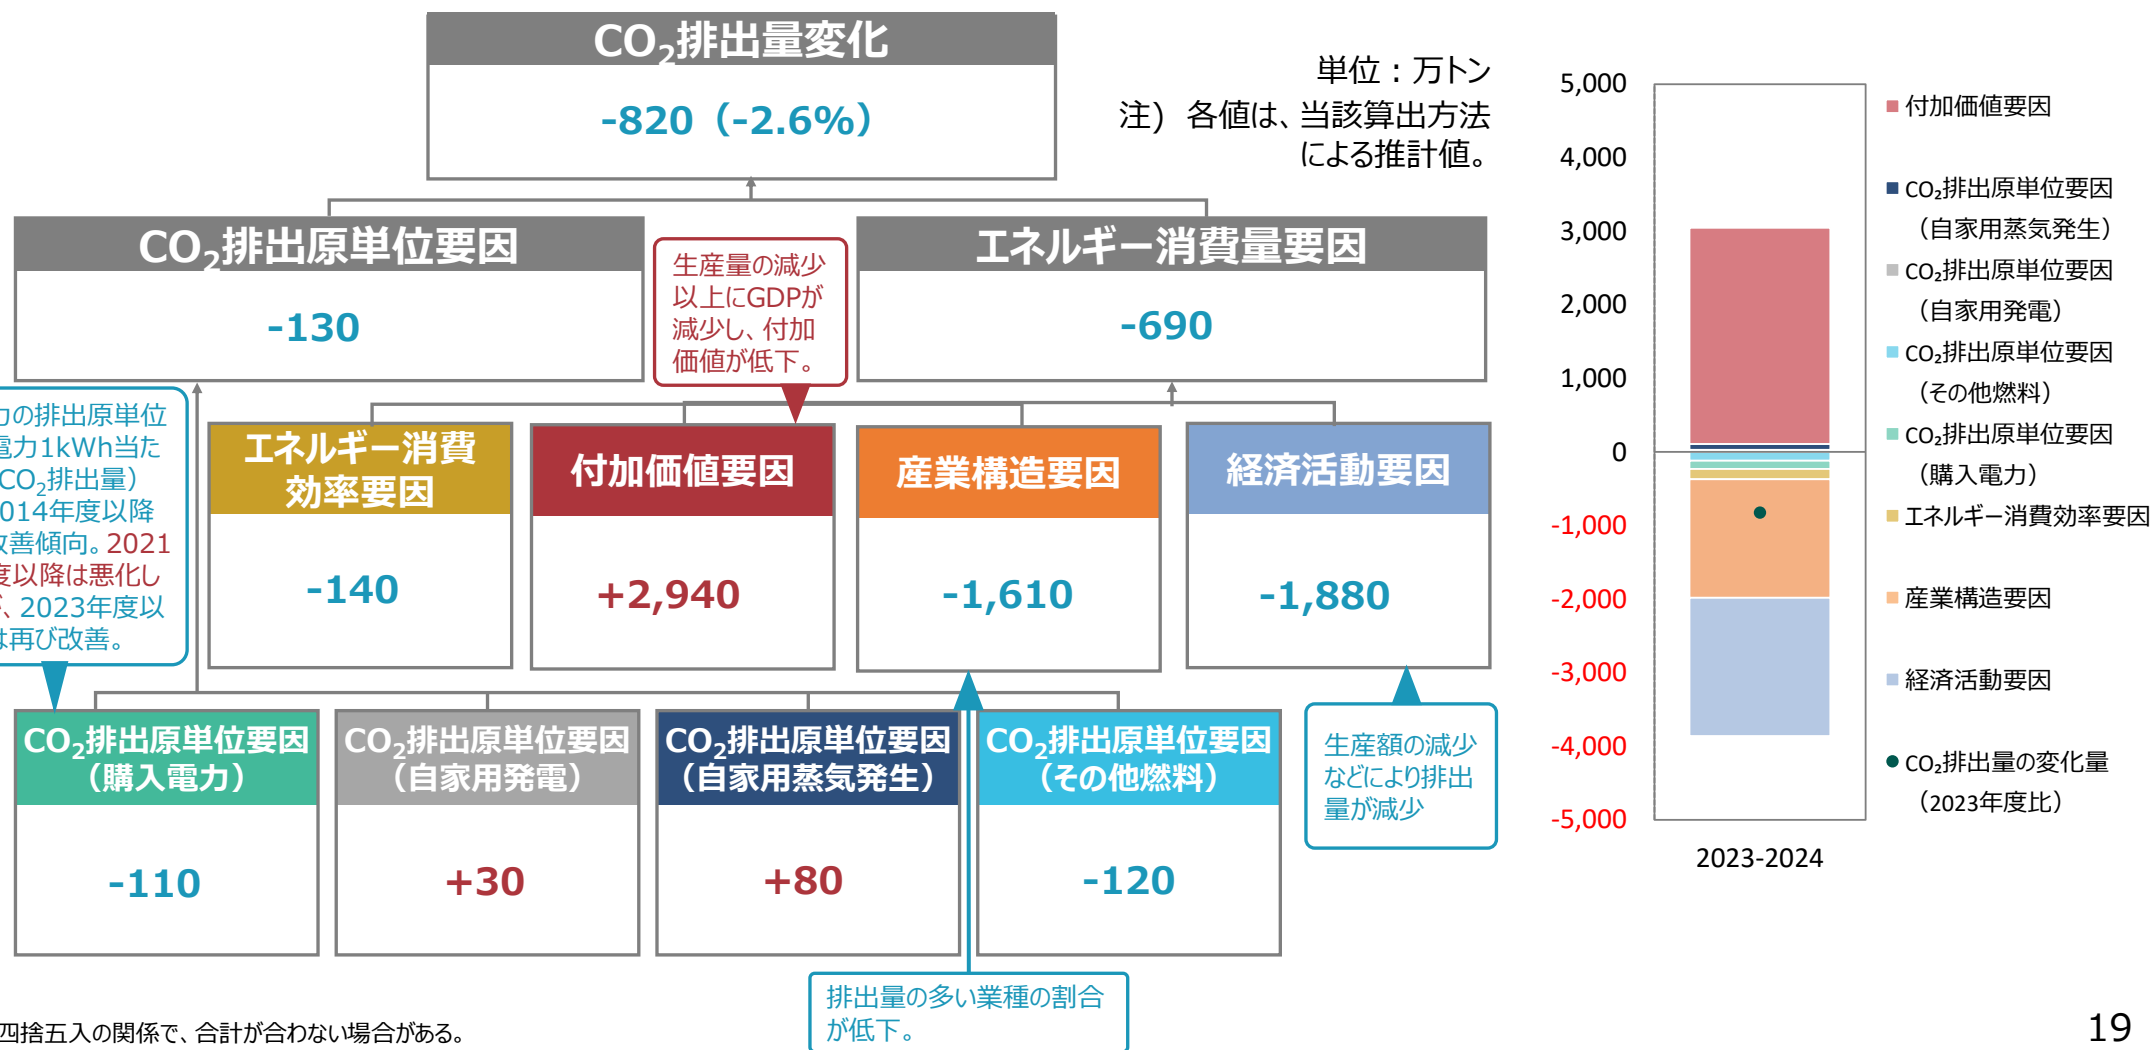 CO₂排出量変化
-820（-2.6%）
単位：万トン
注） 各値は、当該算出方法
による推計値。
CO₂排出原単位要因
-130
エネルギー消費量要因
-690
生産量の減少
以上にGDPが
減少し、付加
価値が低下。
の排出原単位
電力1kWh当た
CO₂排出量）
014年度以降
改善傾向。2021
度以降は悪化し
、2023年度以
は再び改善。
エネルギー消費
効率要因
-140
付加価値要因
+2,940
産業構造要因
-1,610
経済活動要因
-1,880
CO₂排出原単位要因
（購入電力）
-110
CO₂排出原単位要因
（自家用発電）
+30
CO₂排出原単位要因
（自家用蒸気発生）
+80
CO₂排出原単位要因
（その他燃料）
-120
生産額の減少
などにより排出
量が減少
排出量の多い業種の割合
が低下。
四捨五入の関係で、合計が合わない場合がある。
5,000
4,000
3,000
2,000
1,000
0
-1,000
-2,000
-3,000
-4,000
-5,000
2023-2024
付加価値要因
CO₂排出原単位要因
（自家用蒸気発生）
CO₂排出原単位要因
（自家用発電）
CO₂排出原単位要因
（その他燃料）
CO₂排出原単位要因
（購入電力）
エネルギー消費効率要因
産業構造要因
経済活動要因
CO₂排出量の変化量
（2023年度比）
19